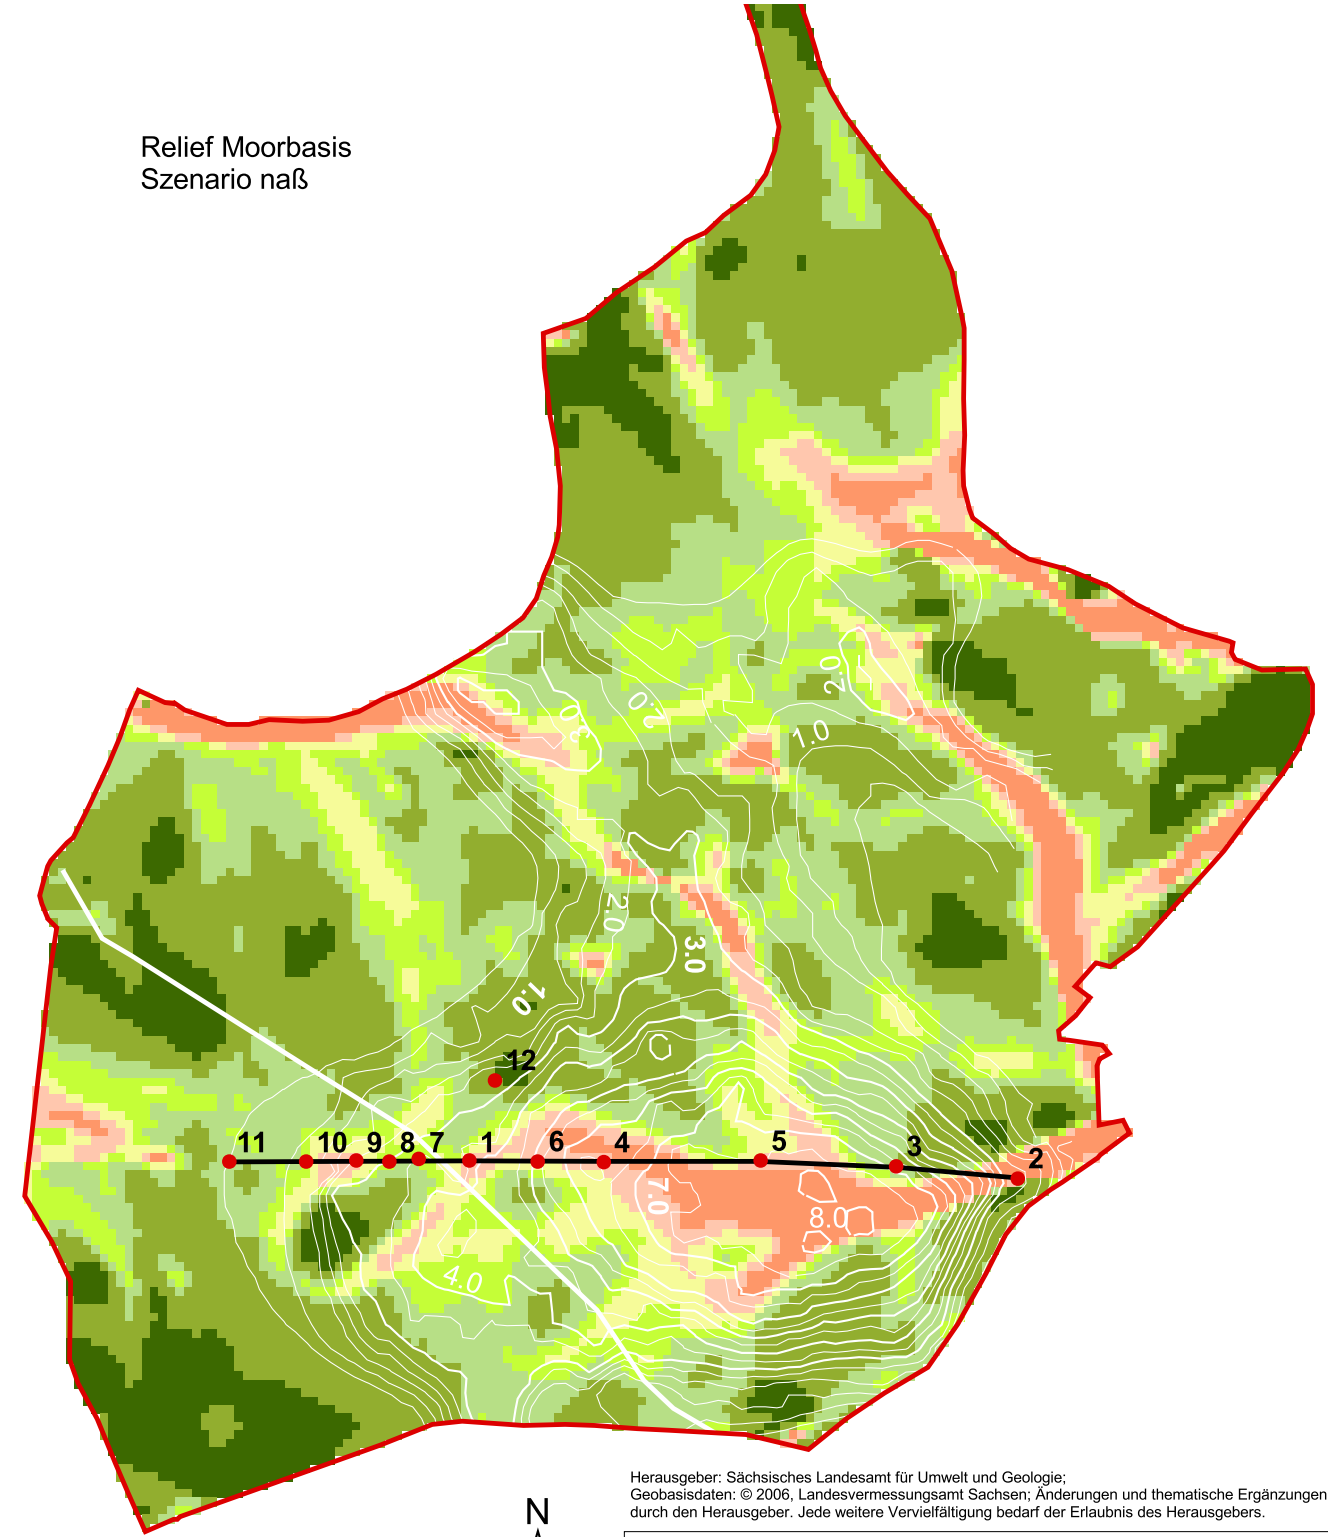 Relief Moorbasis
Szenario naß
2.0
2.0
3.0
1.0
2.0
3.0
1.0
12
11 10 9 8 7 1 6 4 5 3 2
7.0
8.0
4.0
Herausgeber: Sächsisches Landesamt für Umwelt und Geologie;
Geobasisdaten: © 2006, Landesvermessungsamt Sachsen; Änderungen und thematische Ergänzungen
durch den Herausgeber. Jede weitere Vervielfältigung bedarf der Erlaubnis des Herausgebers.
N